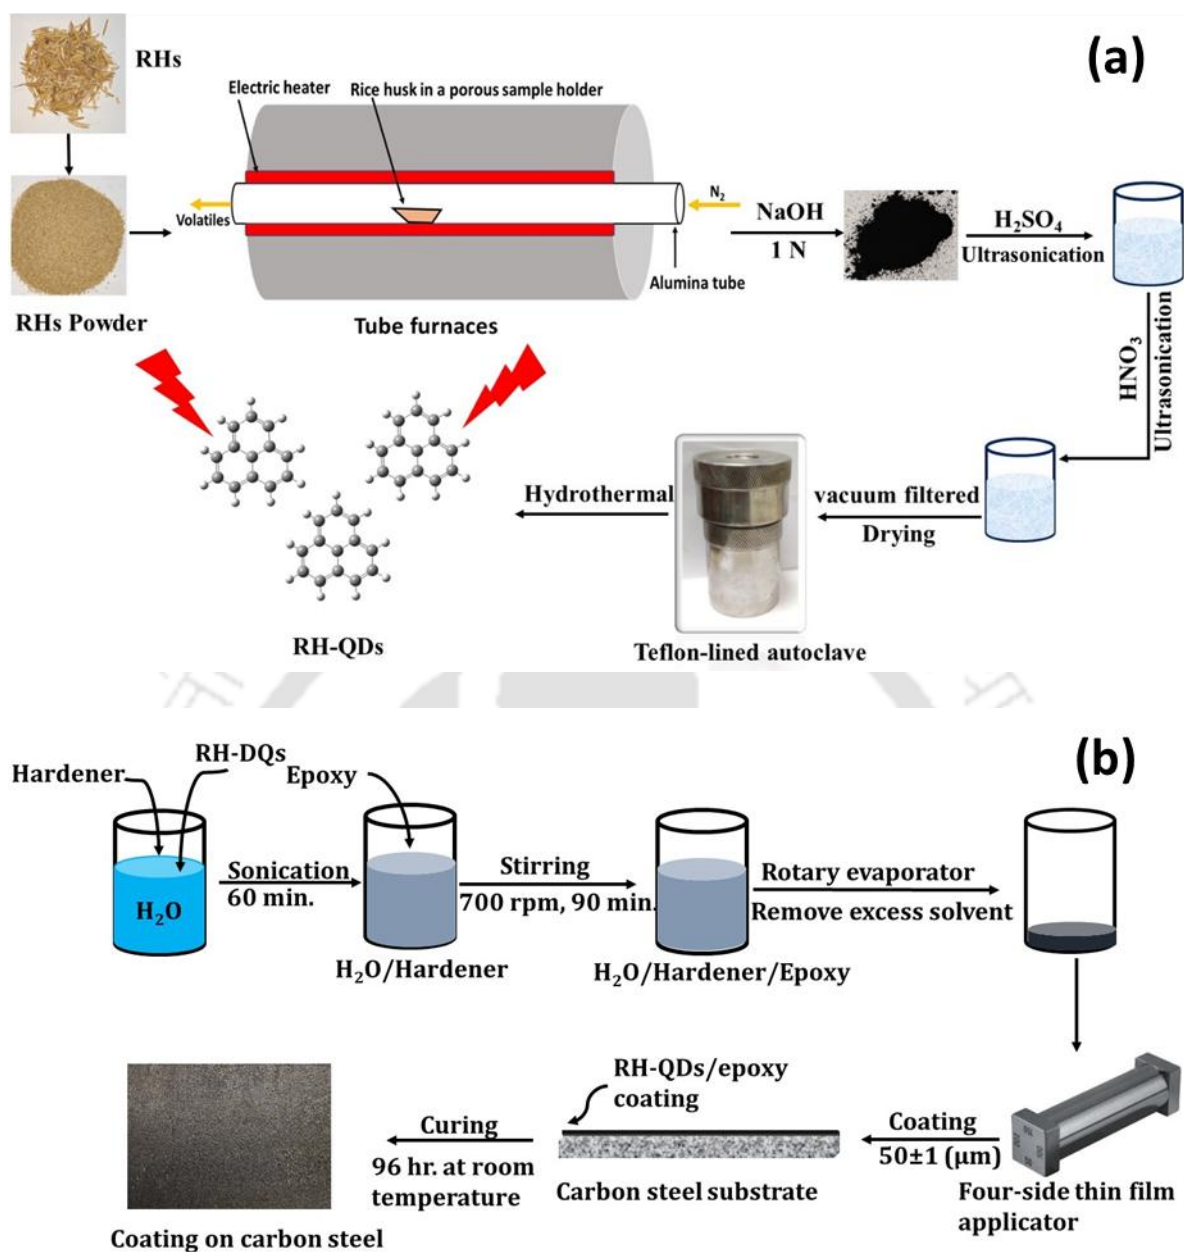 (a)
RHs
Electric heater
Rice husk in a porous sample holder
Volatiles
N₂
NaOH
1 N
H₂SO₄
Ultrasonication
Alumina tube
RHs Powder
Tube furnaces
HNO₃
Ultrasonication
vacuum filtered
Drying
Hydrothermal
RH-QDs
Teflon-lined autoclave
(b)
RH-DQs
Hardener
Epoxy
H₂O
Sonication
60 min.
Stirring
700 rpm, 90 min.
Rotary evaporator
Remove excess solvent
H₂O/Hardener
H₂O/Hardener/Epoxy
RH-QDs/epoxy
coating
Coating
50±1 (µm)
Curing
96 hr. at room
temperature
Carbon steel substrate
Four-side thin film
applicator
Coating on carbon steel